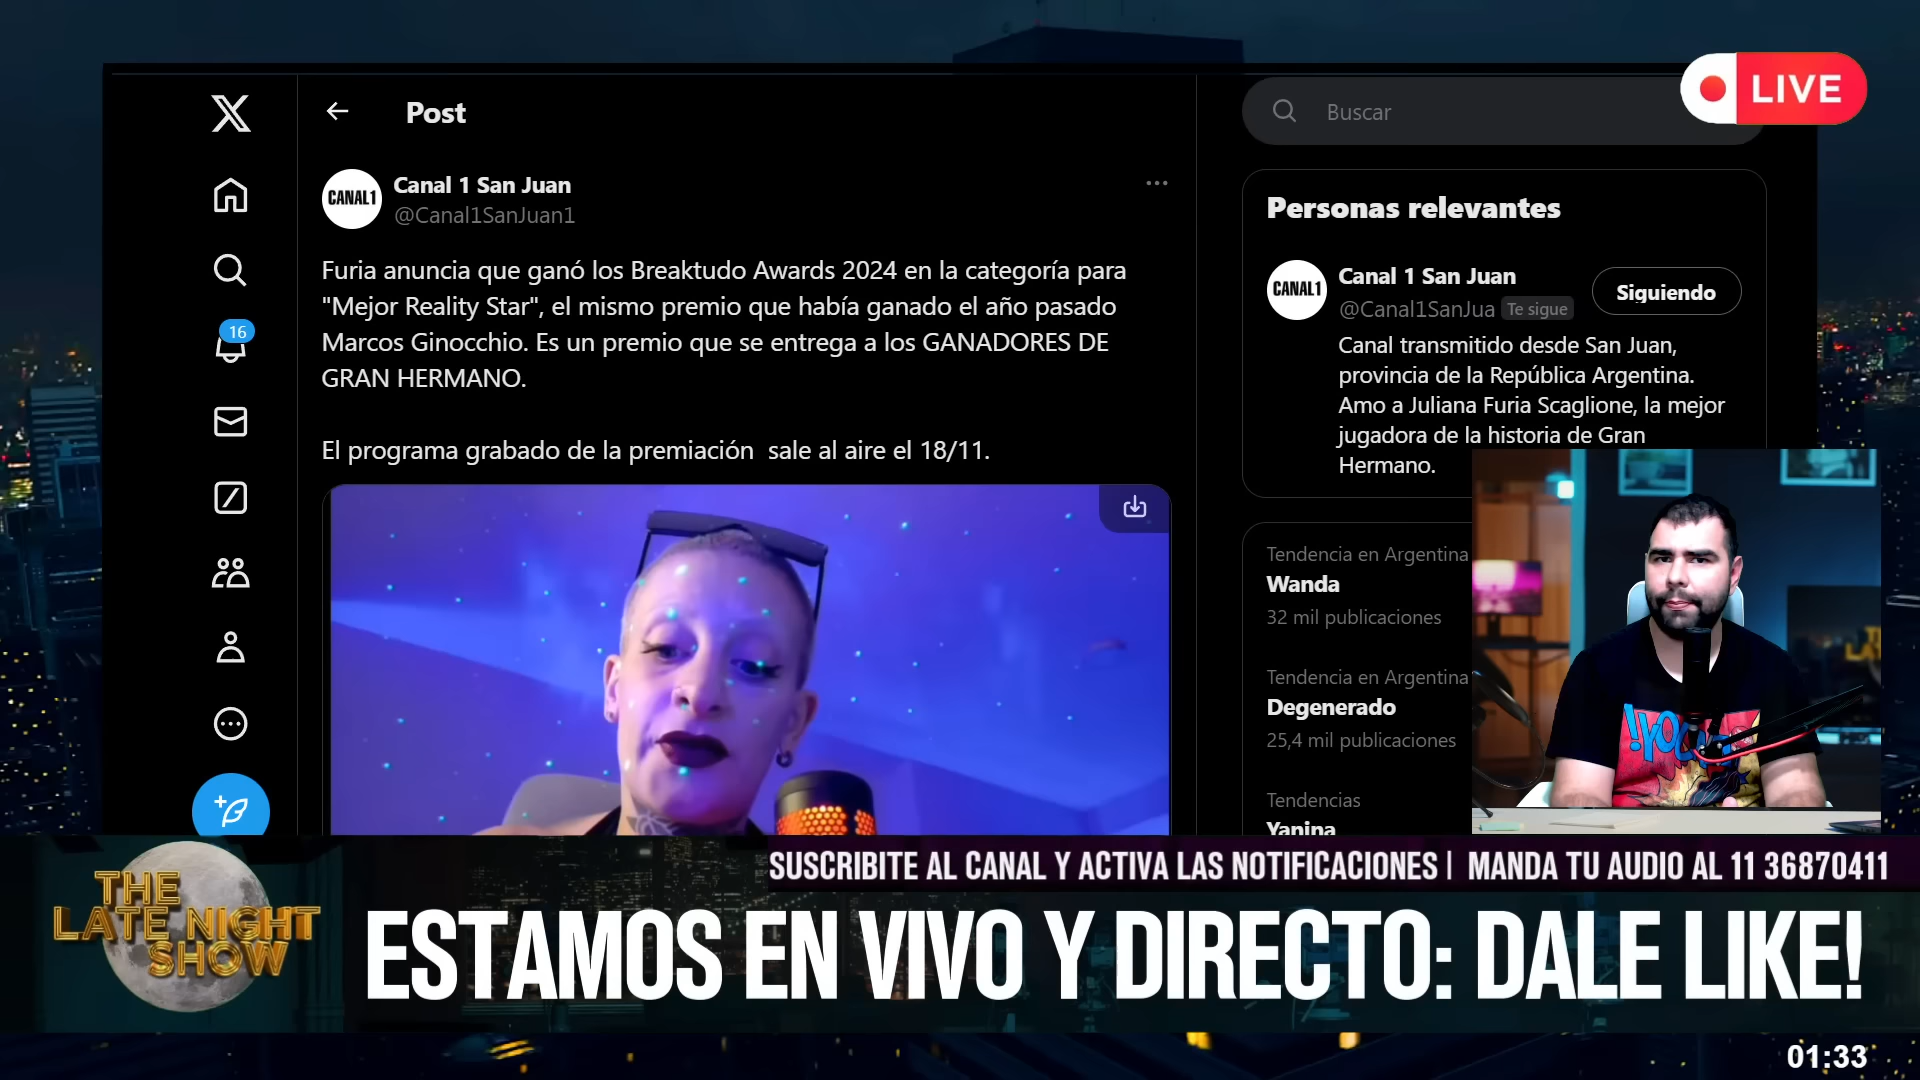 LIVE
Post
Buscar
CANAL1
Canal 1 San Juan
@Canal1SanJuan1
Furia anuncia que ganó los Breaktudo Awards 2024 en la categoría para
"Mejor Reality Star", el mismo premio que había ganado el año pasado
Marcos Ginocchio. Es un premio que se entrega a los GANADORES DE
GRAN HERMANO.
El programa grabado de la premiación  sale al aire el 18/11.
16
Personas relevantes
CANAL1
Canal 1 San Juan
Siguiendo
@Canal1SanJua Te sigue
Canal transmitido desde San Juan,
provincia de la República Argentina.
Amo a Juliana Furia Scaglione, la mejor
jugadora de la historia de Gran
Hermano.
Tendencia en Argentina
Wanda
32 mil publicaciones
Tendencia en Argentina
Degenerado
25,4 mil publicaciones
Tendencias
Yanina
SUSCRIBITE AL CANAL Y ACTIVA LAS NOTIFICACIONES | MANDA TU AUDIO AL 11 36870411
THE
LATE NIGHT
SHOW
ESTAMOS EN VIVO Y DIRECTO: DALE LIKE!
01:33